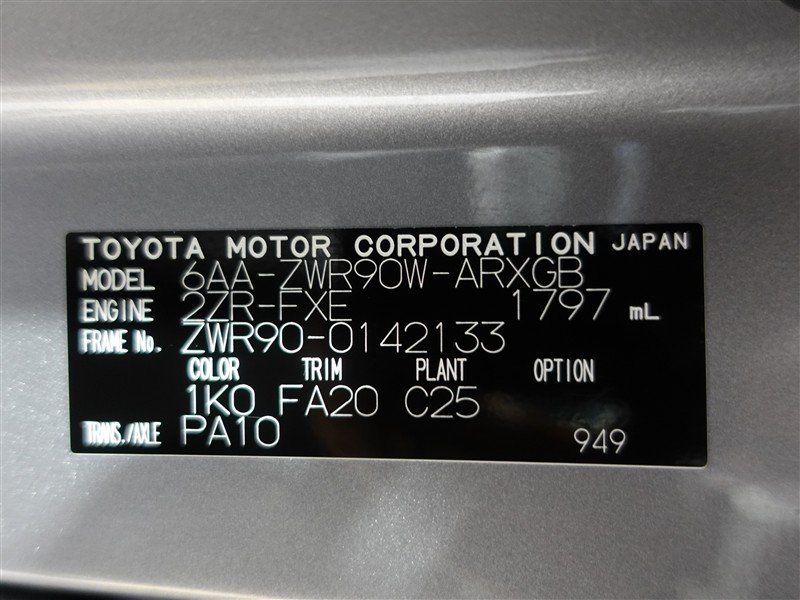 TOYOTA MOTOR CORPORATION JAPAN
MODEL 6AA-ZWR90W-ARXGB
ENGINE 2ZR-FXE 1797 mL
FRAME No. ZWR90-0142133
COLOR TRIM PLANT OPTION
1K0 FA20 C25
TRANS./AXLE PA10 949